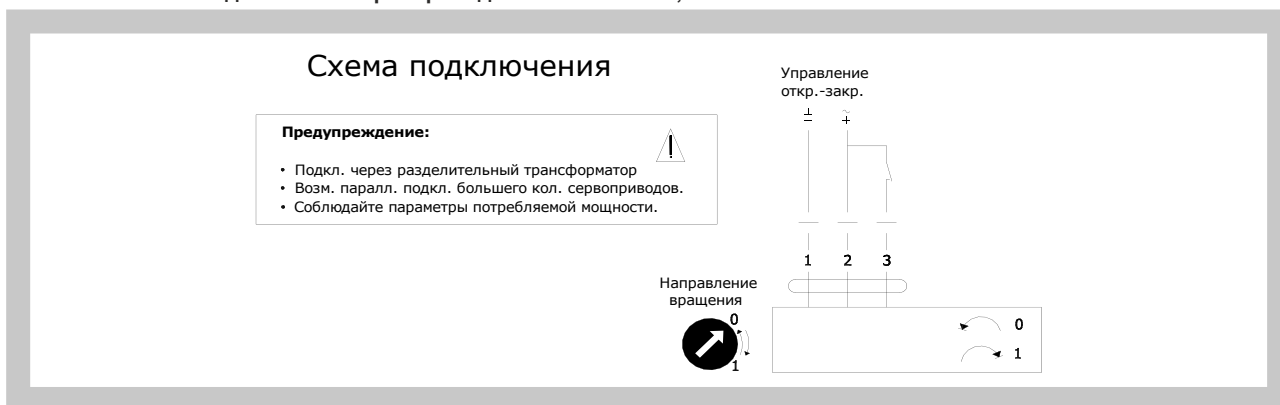 Схема подключения
Предупреждение:
• Подкл. через разделительный трансформатор
• Возм. паралл. подкл. большего кол. сервоприводов.
• Соблюдайте параметры потребляемой мощности.
Управление
откр.-закр.
1 2 3
Направление
вращения
0
1
0
1